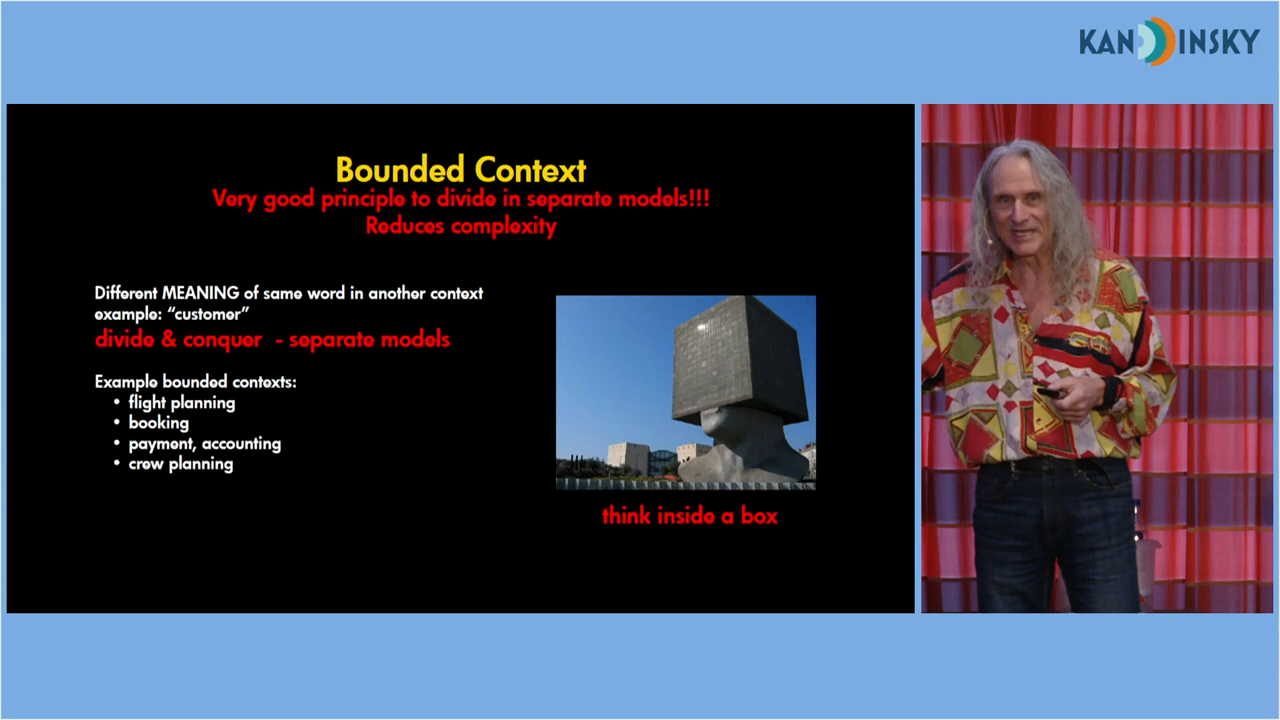 KANDDINSKY
Bounded Context
Very good principle to divide in separate models!!!
Reduces complexity
Different MEANING of same word in another context
example: “customer”
divide & conquer - separate models
Example bounded contexts:
• flight planning
• booking
• payment, accounting
• crew planning
think inside a box